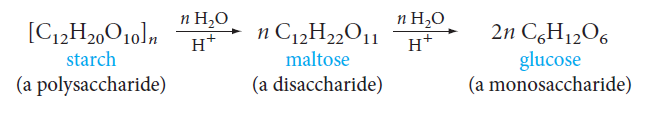 [C₁₂H₂₀O₁₀]ₙ n H₂O H⁺ n C₁₂H₂₂O₁₁ n H₂O H⁺ 2n C₆H₁₂O₆
starch maltose glucose
(a polysaccharide) (a disaccharide) (a monosaccharide)